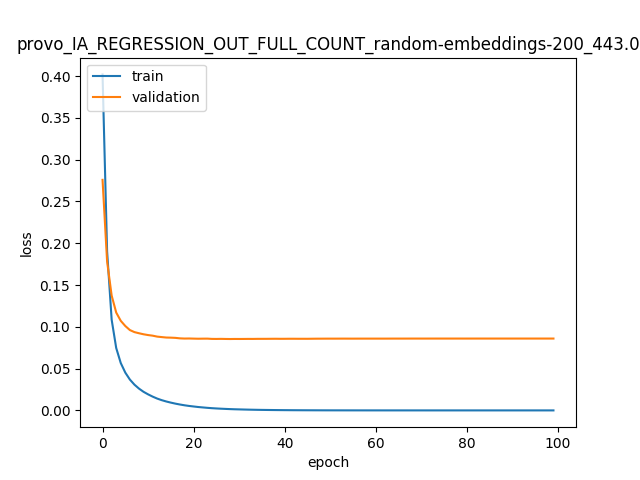 provo_IA_REGRESSION_OUT_FULL_COUNT_random-embeddings-200_443.0
train
validation
0.40
0.35
0.30
0.25
0.20
0.15
0.10
0.05
0.00
loss
0 20 40 60 80 100
epoch